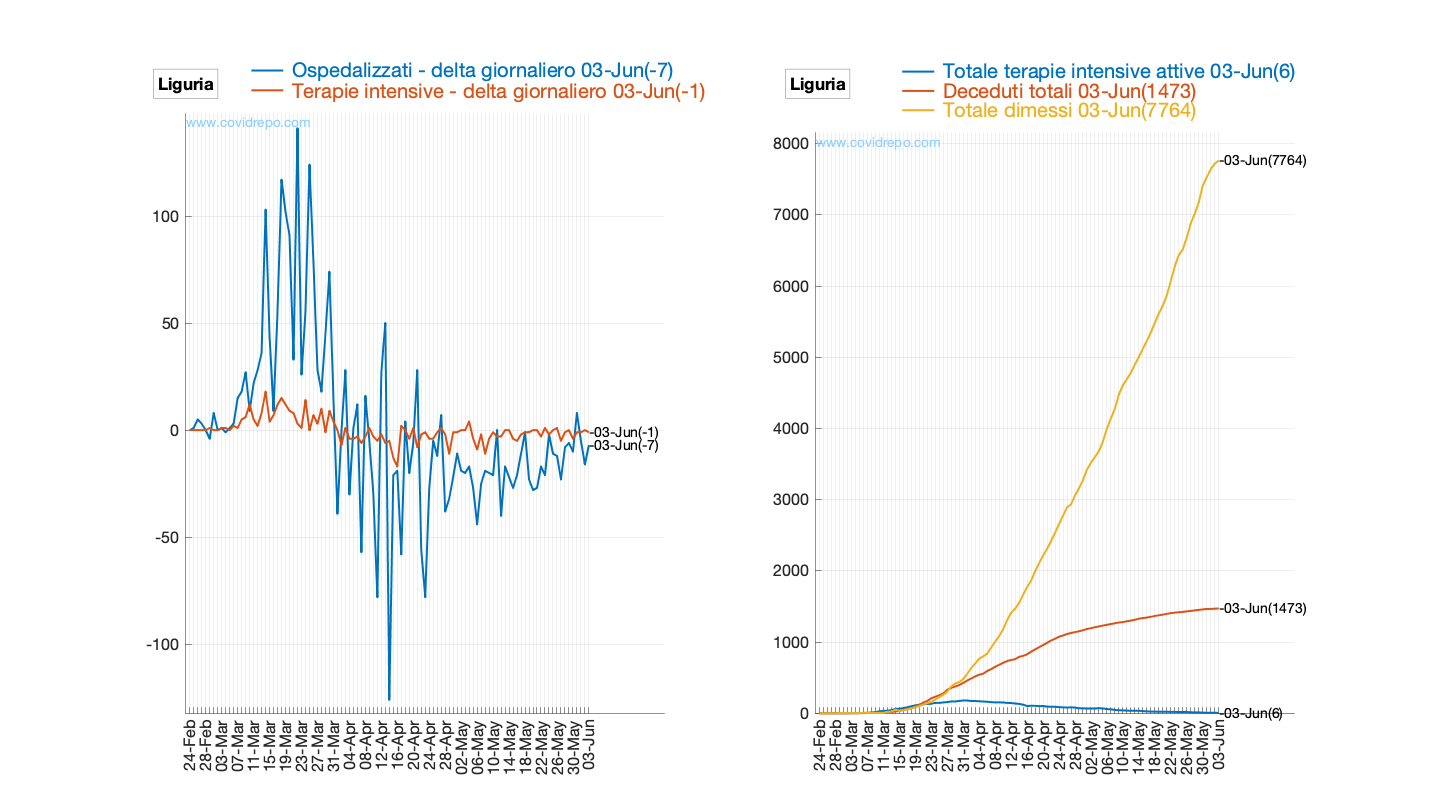 Liguria
Ospedalizzati - delta giornaliero 03-Jun(-7)
Terapie intensive - delta giornaliero 03-Jun(-1)
www.covidrepo.com
100
50
0
-50
-100
-03-Jun(-1)
-03-Jun(-7)
24-Feb
28-Feb
03-Mar
07-Mar
11-Mar
15-Mar
19-Mar
23-Mar
27-Mar
31-Mar
04-Apr
08-Apr
12-Apr
16-Apr
20-Apr
24-Apr
28-Apr
02-May
06-May
10-May
14-May
18-May
22-May
26-May
30-May
03-Jun
Liguria
Totale terapie intensive attive 03-Jun(6)
Deceduti totali 03-Jun(1473)
Totale dimessi 03-Jun(7764)
www.covidrepo.com
8000
7000
6000
5000
4000
3000
2000
1000
0
-03-Jun(7764)
-03-Jun(1473)
-03-Jun(6)
24-Feb
28-Feb
03-Mar
07-Mar
11-Mar
15-Mar
19-Mar
23-Mar
27-Mar
31-Mar
04-Apr
08-Apr
12-Apr
16-Apr
20-Apr
24-Apr
28-Apr
02-May
06-May
10-May
14-May
18-May
22-May
26-May
30-May
03-Jun